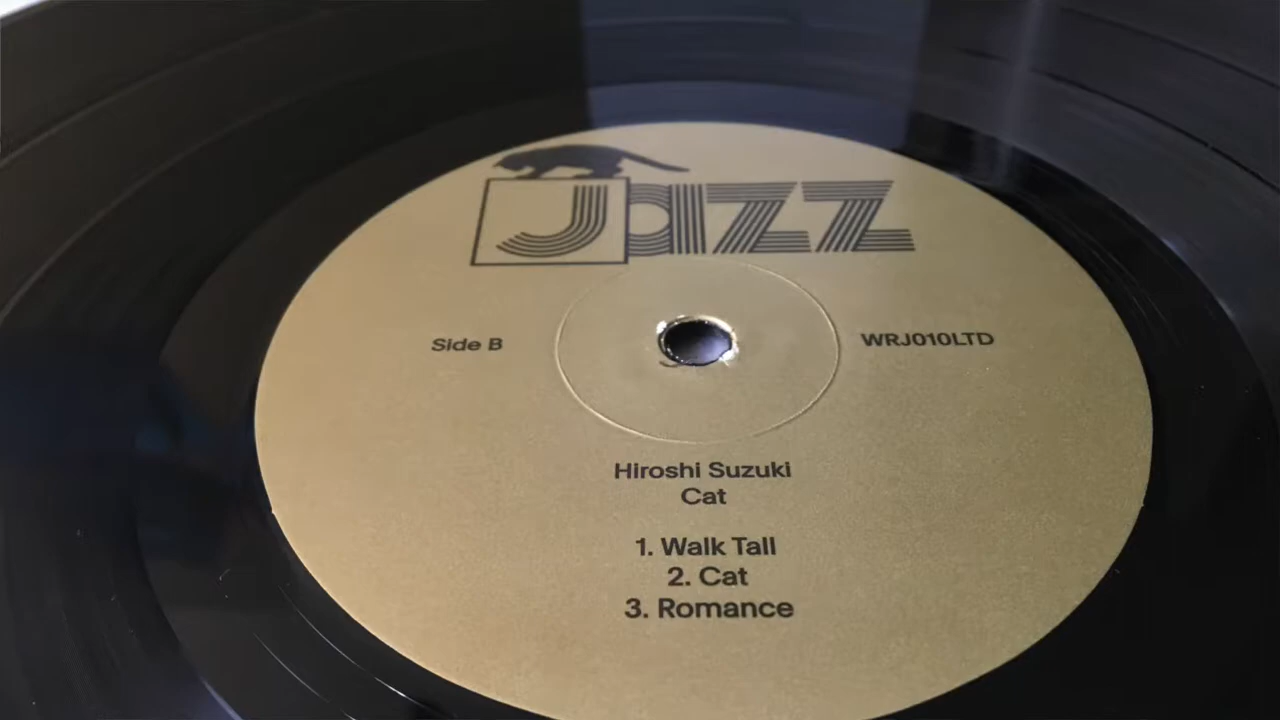 Jazz
Side B
WRJ010LTD
Hiroshi Suzuki
Cat
1. Walk Tall
2. Cat
3. Romance